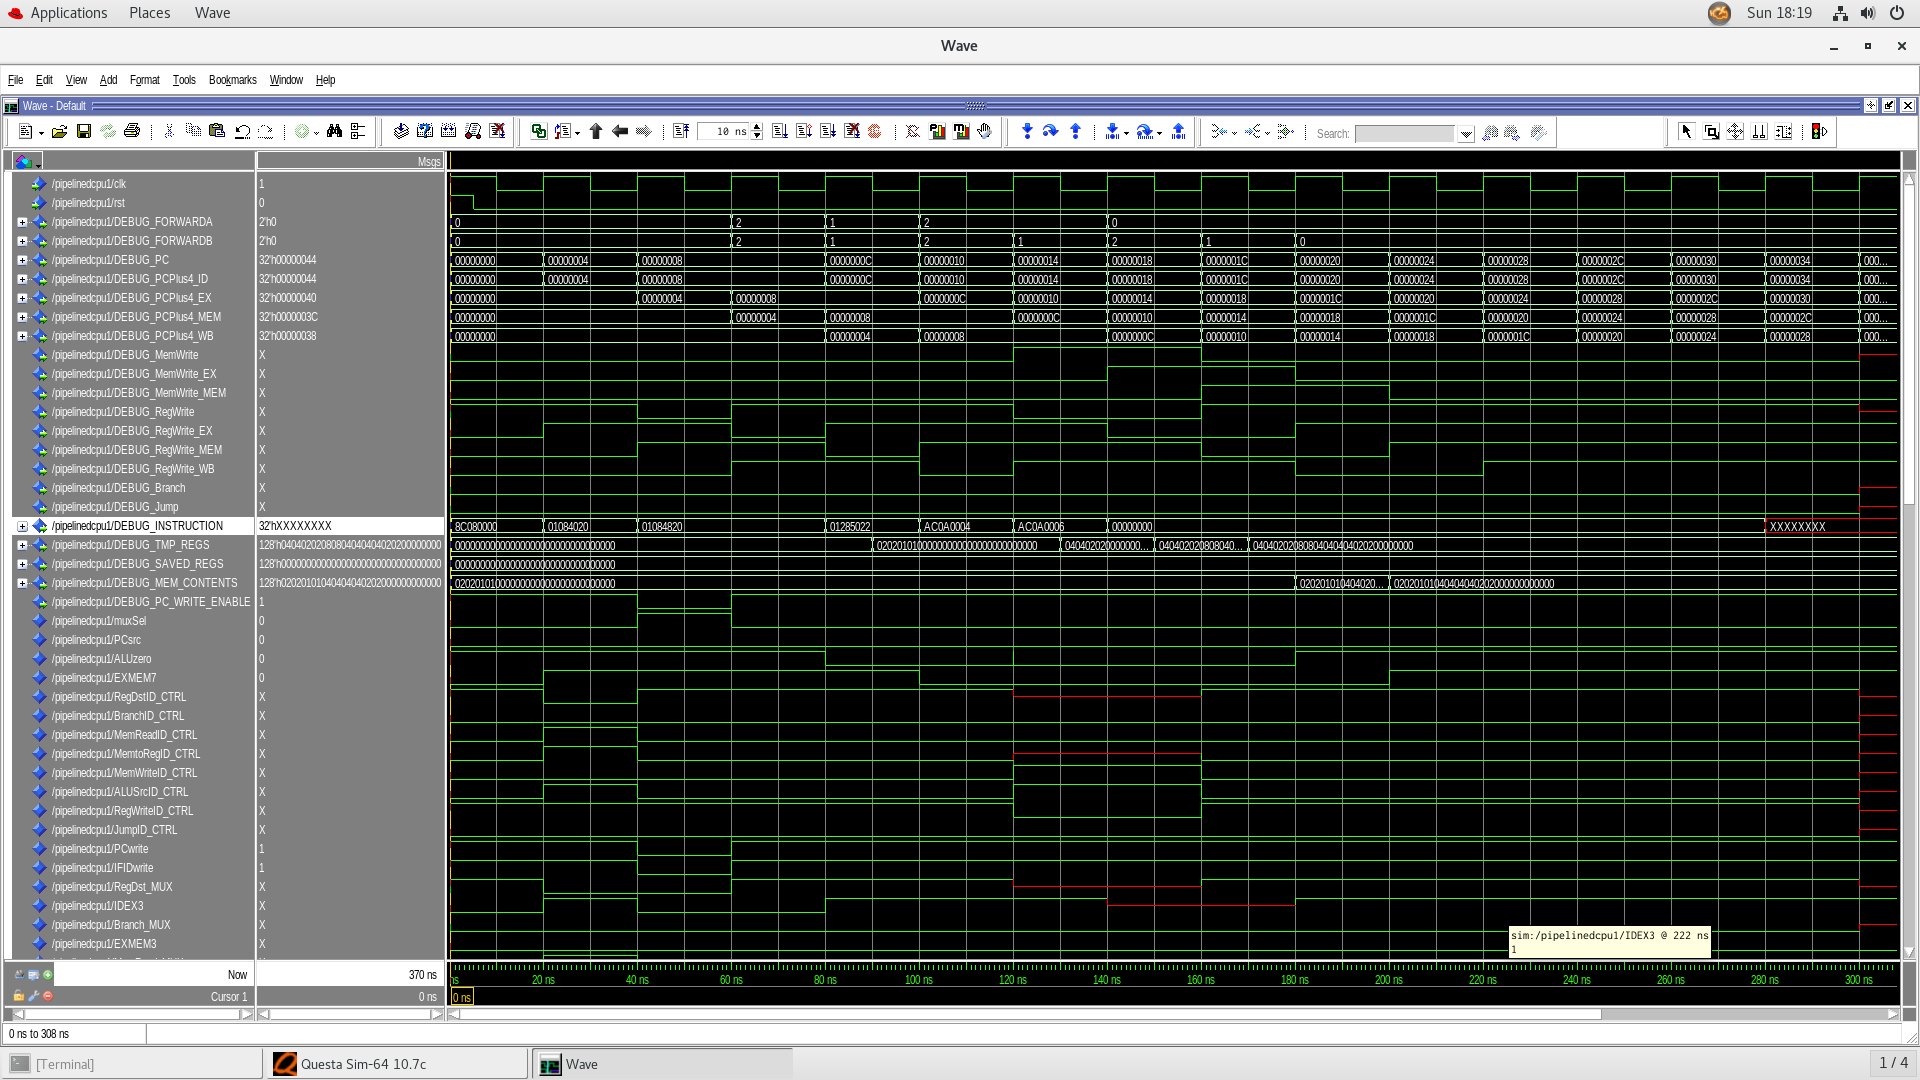 Applications Places Wave Sun 18:19
Wave
File Edit View Add Format Tools Bookmarks Window Help
Wave - Default
10 ns Search:
Msgs
/pipelinedcpu1/clk 1
/pipelinedcpu1/rst 0
/pipelinedcpu1/DEBUG_FORWARDA 2'h0 0 2 1 2 0
/pipelinedcpu1/DEBUG_FORWARDB 2'h0 0 2 1 2 1 2 1 0
/pipelinedcpu1/DEBUG_PC 32'h00000044 00000000 00000004 00000008 0000000C 00000010 00000014 00000018 0000001C 00000020 00000024 00000028 0000002C 00000030 00000034 000...
/pipelinedcpu1/DEBUG_PCPlus4_ID 32'h00000044 00000000 00000004 00000008 0000000C 00000010 00000014 00000018 0000001C 00000020 00000024 00000028 0000002C 00000030 00000034 000...
/pipelinedcpu1/DEBUG_PCPlus4_EX 32'h00000040 00000000 00000004 00000008 0000000C 00000010 00000014 00000018 0000001C 00000020 00000024 00000028 0000002C 00000030 000...
/pipelinedcpu1/DEBUG_PCPlus4_MEM 32'h0000003C 00000000 00000004 00000008 0000000C 00000010 00000014 00000018 0000001C 00000020 00000024 00000028 0000002C 000...
/pipelinedcpu1/DEBUG_PCPlus4_WB 32'h00000038 00000000 00000004 00000008 0000000C 00000010 00000014 00000018 0000001C 00000020 00000024 00000028 000...
/pipelinedcpu1/DEBUG_MemWrite X
/pipelinedcpu1/DEBUG_MemWrite_EX X
/pipelinedcpu1/DEBUG_MemWrite_MEM X
/pipelinedcpu1/DEBUG_RegWrite X
/pipelinedcpu1/DEBUG_RegWrite_EX X
/pipelinedcpu1/DEBUG_RegWrite_MEM X
/pipelinedcpu1/DEBUG_RegWrite_WB X
/pipelinedcpu1/DEBUG_Branch X
/pipelinedcpu1/DEBUG_Jump X
/pipelinedcpu1/DEBUG_INSTRUCTION 32'hXXXXXXXX 8C080000 01084020 01084820 01285022 AC0A0004 AC0A0006 00000000 XXXXXXXX
/pipelinedcpu1/DEBUG_TMP_REGS 128'h04040202080804040404020200000000 00000000000000000000000000000000 02020101000000000000000000000000 040402020000000... 040402020808040... 04040202080804040404020200000000
/pipelinedcpu1/DEBUG_SAVED_REGS 128'h00000000000000000000000000000000 00000000000000000000000000000000
/pipelinedcpu1/DEBUG_MEM_CONTENTS 128'h02020101040404040202000000000000 02020101000000000000000000000000 020201010404020... 02020101040404040202000000000000
/pipelinedcpu1/DEBUG_PC_WRITE_ENABLE 1
/pipelinedcpu1/muxSel 0
/pipelinedcpu1/PCsrc 0
/pipelinedcpu1/ALUzero 0
/pipelinedcpu1/EXMEM7 0
/pipelinedcpu1/RegDstID_CTRL X
/pipelinedcpu1/BranchID_CTRL X
/pipelinedcpu1/MemReadID_CTRL X
/pipelinedcpu1/MemtoRegID_CTRL X
/pipelinedcpu1/MemWriteID_CTRL X
/pipelinedcpu1/ALUSrcID_CTRL X
/pipelinedcpu1/RegWriteID_CTRL X
/pipelinedcpu1/JumpID_CTRL X
/pipelinedcpu1/PCwrite 1
/pipelinedcpu1/IFIDwrite 1
/pipelinedcpu1/RegDst_MUX X
/pipelinedcpu1/IDEX3 X
/pipelinedcpu1/Branch_MUX X
/pipelinedcpu1/EXMEM3 X
sim:/pipelinedcpu1/IDEX3 @ 222 ns
1
Now 370 ns ns 20 ns 40 ns 60 ns 80 ns 100 ns 120 ns 140 ns 160 ns 180 ns 200 ns 220 ns 240 ns 260 ns 280 ns 300 ns
Cursor 1 0 ns 0 ns
0 ns to 308 ns
[Terminal] Questa Sim-64 10.7c Wave 1 / 4